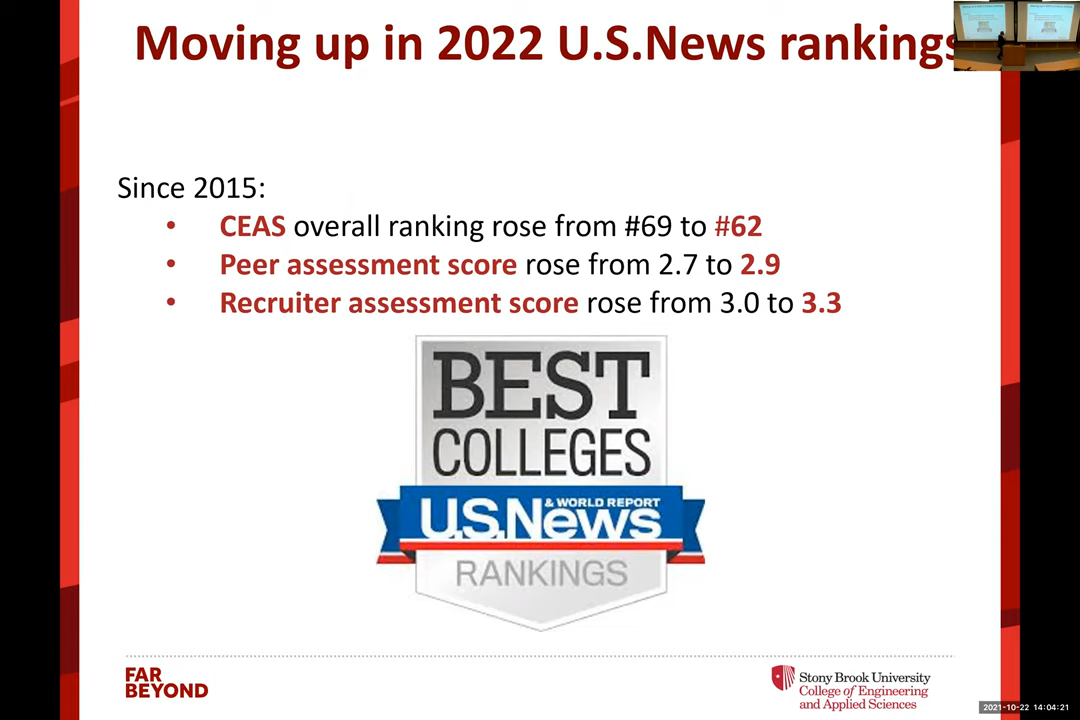 Moving up in 2022 U.S.News rankings
Since 2015:
• CEAS overall ranking rose from #69 to #62
• Peer assessment score rose from 2.7 to 2.9
• Recruiter assessment score rose from 3.0 to 3.3
BEST
COLLEGES
U.S.News & WORLD REPORT
RANKINGS
FAR
BEYOND
Stony Brook University
College of Engineering
and Applied Sciences
2021-10-22 14:04:21